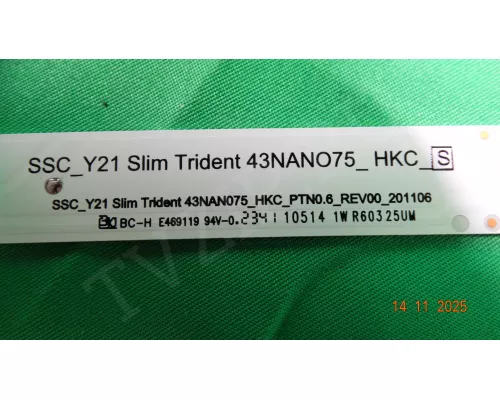 SSC_Y21 Slim Trident 43NANO75_ HKC_S
SSC_Y21 Slim Trident 43NANO75_HKC_PTN0.6_REV00_201106
BC-H E469119 94V-0. 2341 10514 1W R60325UM
14 11 2025